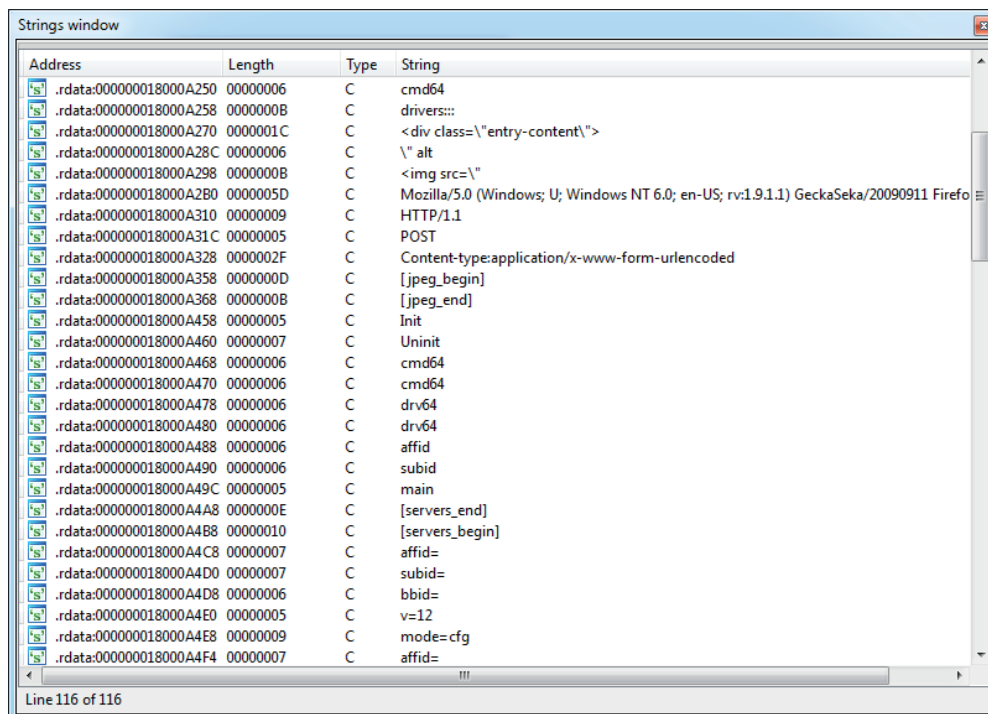 Strings window
Address Length Type String
's' .rdata:000000018000A250 00000006 C cmd64
's' .rdata:000000018000A258 0000000B C drivers:::
's' .rdata:000000018000A270 0000001C C <div class=\"entry-content\">
's' .rdata:000000018000A28C 00000006 C \" alt
's' .rdata:000000018000A298 0000000B C <img src=\"
's' .rdata:000000018000A2B0 0000005D C Mozilla/5.0 (Windows; U; Windows NT 6.0; en-US; rv:1.9.1.1) GeckaSeka/20090911 Firefo
's' .rdata:000000018000A310 00000009 C HTTP/1.1
's' .rdata:000000018000A31C 00000005 C POST
's' .rdata:000000018000A328 0000002F C Content-type:application/x-www-form-urlencoded
's' .rdata:000000018000A358 0000000D C [jpeg_begin]
's' .rdata:000000018000A368 0000000B C [jpeg_end]
's' .rdata:000000018000A458 00000005 C Init
's' .rdata:000000018000A460 00000007 C Uninit
's' .rdata:000000018000A468 00000006 C cmd64
's' .rdata:000000018000A470 00000006 C cmd64
's' .rdata:000000018000A478 00000006 C drv64
's' .rdata:000000018000A480 00000006 C drv64
's' .rdata:000000018000A488 00000006 C affid
's' .rdata:000000018000A490 00000006 C subid
's' .rdata:000000018000A49C 00000005 C main
's' .rdata:000000018000A4A8 0000000E C [servers_end]
's' .rdata:000000018000A4B8 00000010 C [servers_begin]
's' .rdata:000000018000A4C8 00000007 C affid=
's' .rdata:000000018000A4D0 00000007 C subid=
's' .rdata:000000018000A4D8 00000006 C bbid=
's' .rdata:000000018000A4E0 00000005 C v=12
's' .rdata:000000018000A4E8 00000009 C mode=cfg
's' .rdata:000000018000A4F4 00000007 C affid=
Line 116 of 116